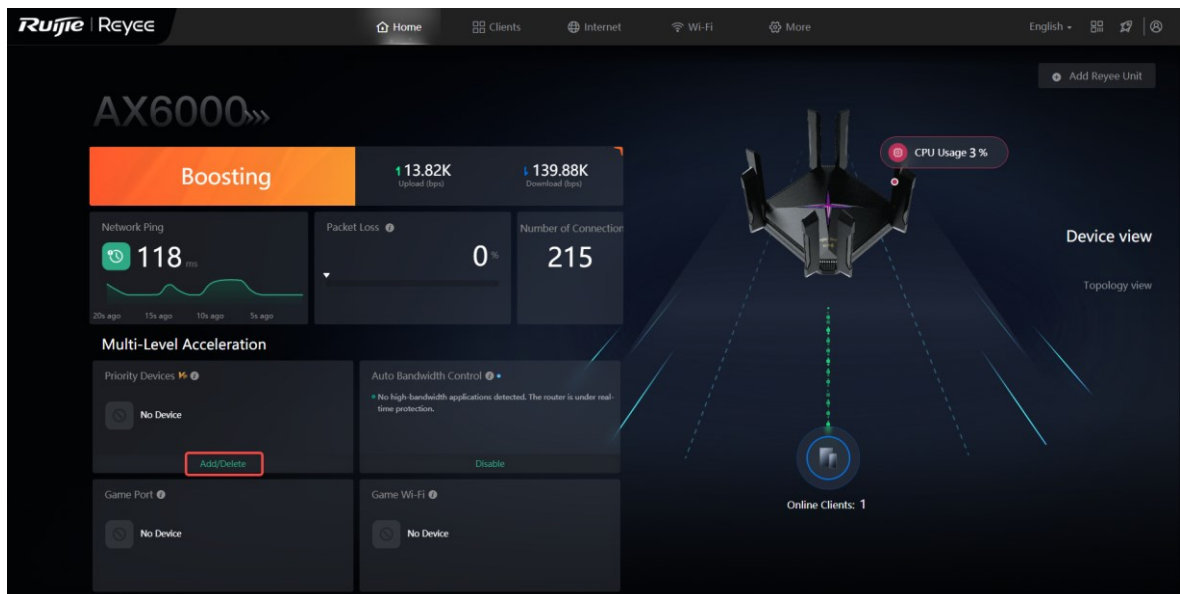 Ruijie | Reyee
Home
Clients
Internet
Wi-Fi
More
English
Add Reyee Unit
AX6000
Boosting
13.82K
Upload (bps)
139.88K
Download (bps)
CPU Usage 3 %
Network Ping
118 ms
20s ago 15s ago 10s ago 5s ago
Packet Loss
0 %
Number of Connection
215
Device view
Topology view
Multi-Level Acceleration
Priority Devices
No Device
Add/Delete
Auto Bandwidth Control
No high-bandwidth applications detected. The router is under real-
time protection.
Disable
Game Port
No Device
Game Wi-Fi
No Device
Online Clients: 1